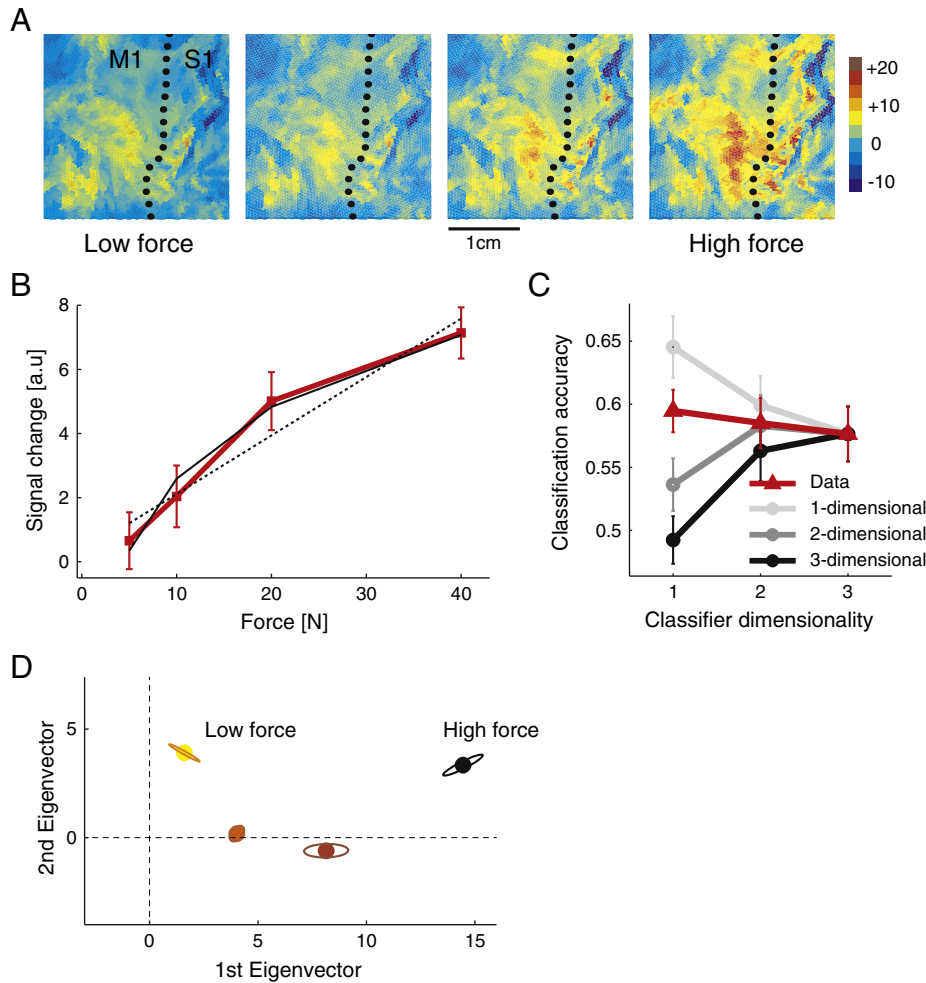 A
M1 S1
+20
+10
0
-10
Low force
1cm
High force
B
Signal change [a.u]
8
6
4
2
0
0 10 20 30 40
Force [N]
C
Classification accuracy
0.65
0.6
0.55
0.5
Data
1-dimensional
2-dimensional
3-dimensional
1 2 3
Classifier dimensionality
D
2nd Eigenvector
5
0
Low force
High force
0 5 10 15
1st Eigenvector